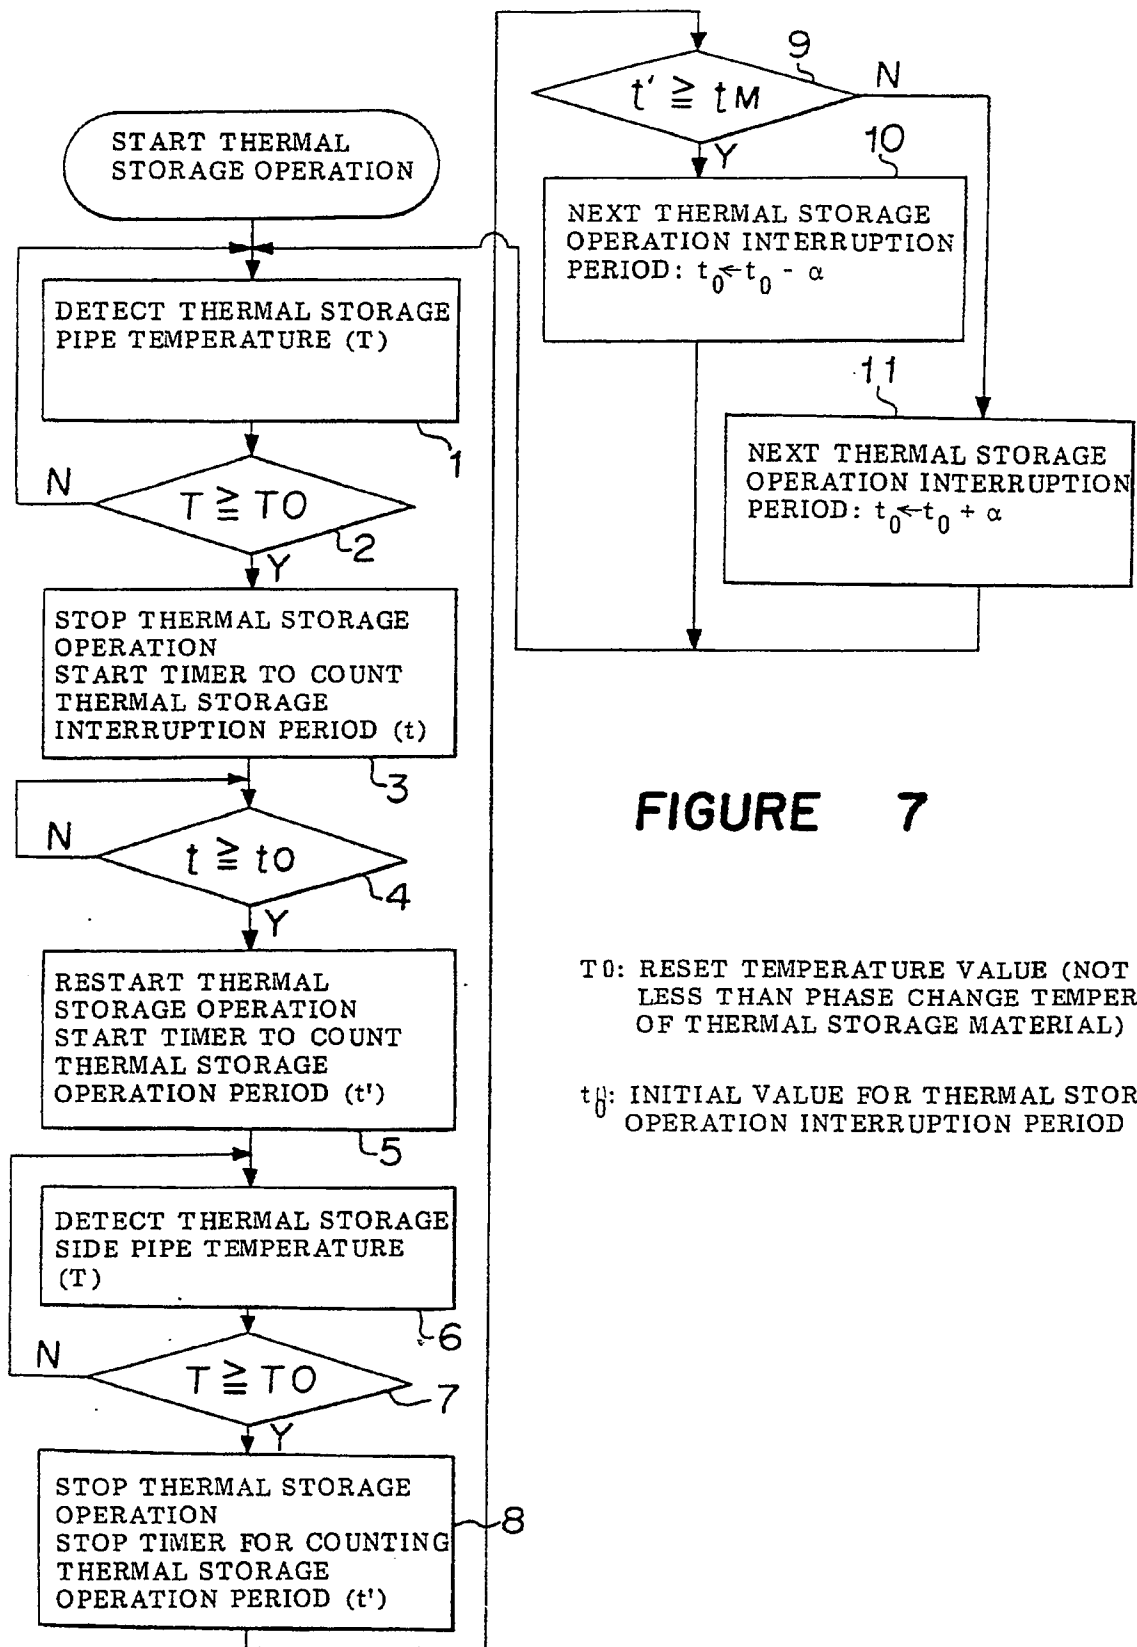 START THERMAL
STORAGE OPERATION
DETECT THERMAL STORAGE
PIPE TEMPERATURE (T)
1
N
T ≧ TO
2
Y
STOP THERMAL STORAGE
OPERATION
START TIMER TO COUNT
THERMAL STORAGE
INTERRUPTION PERIOD (t)
3
N
t ≧ tO
4
Y
RESTART THERMAL
STORAGE OPERATION
START TIMER TO COUNT
THERMAL STORAGE
OPERATION PERIOD (t')
5
DETECT THERMAL STORAGE
SIDE PIPE TEMPERATURE
(T)
6
N
T ≧ TO
7
Y
STOP THERMAL STORAGE
OPERATION
STOP TIMER FOR COUNTING
THERMAL STORAGE
OPERATION PERIOD (t')
8
9
t' ≧ tM
N
Y
10
NEXT THERMAL STORAGE
OPERATION INTERRUPTION
PERIOD: t0←t0 - α
11
NEXT THERMAL STORAGE
OPERATION INTERRUPTION
PERIOD: t0←t0 + α
FIGURE 7
T0: RESET TEMPERATURE VALUE (NOT
LESS THAN PHASE CHANGE TEMPER
OF THERMAL STORAGE MATERIAL)
t0: INITIAL VALUE FOR THERMAL STOR
OPERATION INTERRUPTION PERIOD